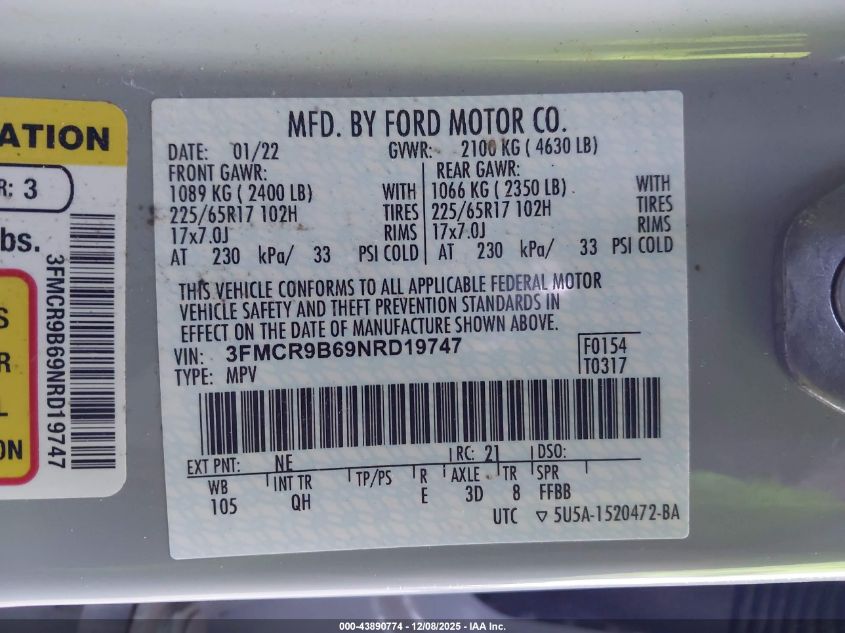 ATION
R: 3
bs.
3FMCR9B69NRD19747
S
R
L
ON
MFD. BY FORD MOTOR CO.
DATE: 01/22 GVWR: 2100 KG ( 4630 LB)
FRONT GAWR: REAR GAWR:
1089 KG ( 2400 LB) WITH 1066 KG ( 2350 LB) WITH
225/65R17 102H TIRES 225/65R17 102H TIRES
17x7.0J RIMS 17x7.0J RIMS
AT 230 kPa/ 33 PSI COLD AT 230 kPa/ 33 PSI COLD
THIS VEHICLE CONFORMS TO ALL APPLICABLE FEDERAL MOTOR
VEHICLE SAFETY AND THEFT PREVENTION STANDARDS IN
EFFECT ON THE DATE OF MANUFACTURE SHOWN ABOVE.
VIN: 3FMCR9B69NRD19747 F0154
TYPE: MPV T0317
EXT PNT: NE RC: 21 DSO:
WB INT TR TP/PS R AXLE TR SPR
105 QH E 3D 8 FFBB
UTC ▽ 5U5A-1520472-BA
000-43890774 - 12/08/2025 - IAA Inc.